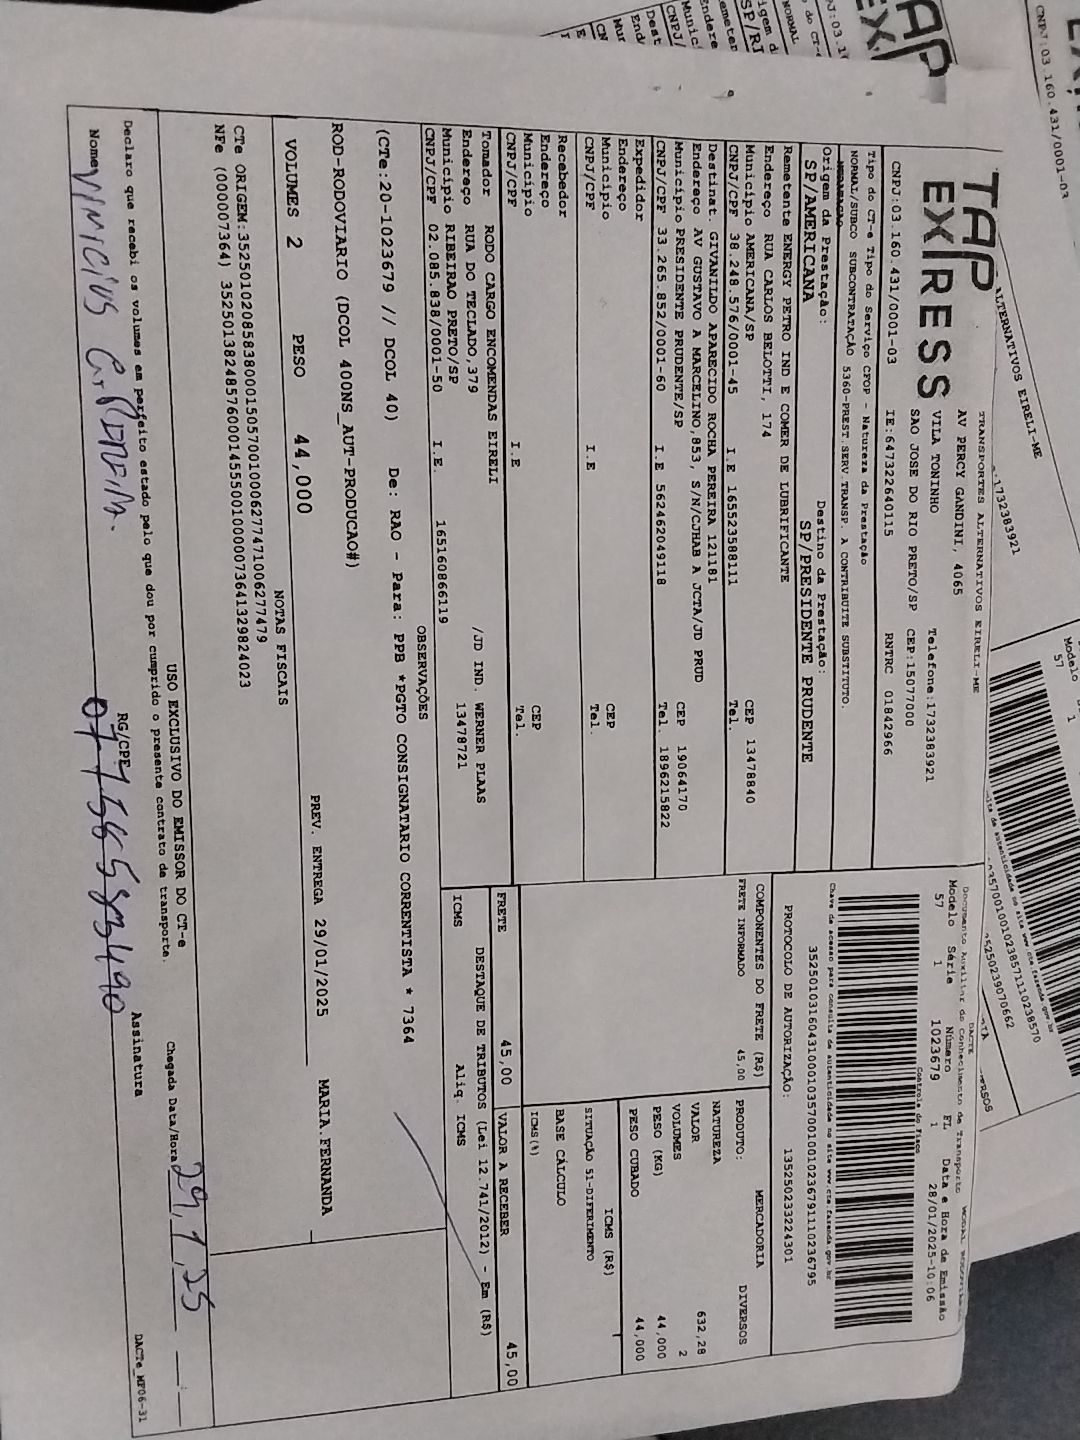 TAP EXPRESS
TRANSPORTES ALTERNATIVOS EIRELI-ME
AV PERCY GANDINI, 4065
VILA TONINHO
SAO JOSE DO RIO PRETO/SP
Telefone:1732383921
CEP:15077000
CNPJ:03.160.431/0001-03 IE:647322640115 RNTRC 01842966
DACTE
Documento Auxiliar do Conhecimento de Transporte
Modelo Série Número FL Data e Hora de Emissão
57 1 1023679 1 28/01/2025-10:06
Controle do Fisco
Chave de acesso para consulta de autenticidade no site www.cte.fazenda.gov.br
PROTOCOLO DE AUTORIZAÇÃO: 135250233224301
Tipo do CT-e Tipo do Serviço CFOP - Natureza da Prestação
NORMAL/SUBCO SUBCONTRATAÇÃO 5360-PREST.SERV.TRANSP. A CONTRIBUITE SUBSTITUTO.
Origem da Prestação: Destino da Prestação:
SP/AMERICANA SP/PRESIDENTE PRUDENTE
Remetente ENERGY PETRO IND E COMER DE LUBRIFICANTE
Endereço RUA CARLOS BELOTTI, 174
Município AMERICANA/SP CEP 13478840
CNPJ/CPF 38.248.576/0001-45 I.E 165523588111 Tel.
Destinat. GIVANILDO APARECIDO ROCHA PEREIRA 121181
Endereço AV GUSTAVO A MARCELINO,853, S/N/CJHAB A JCTA/JD PRUD
Município PRESIDENTE PRUDENTE/SP CEP 19064170
CNPJ/CPF 33.265.852/0001-60 I.E 562462049118 Tel. 1896215822
Expedidor
Endereço
Município CEP
CNPJ/CPF I.E Tel.
Recebedor
Endereço
Município CEP
CNPJ/CPF I.E Tel.
Tomador RODO CARGO ENCOMENDAS EIRELI
Endereço RUA DO TECLADO,379 /JD IND. WERNER PLAAS
Município RIBEIRAO PRETO/SP 13478721
CNPJ/CPF 02.085.838/0001-50 I.E. 165160866119
COMPONENTES DO FRETE (R$)
FRETE INFORMADO 45,00
PRODUTO: MERCADORIA
NATUREZA DIVERSOS
VALOR 632,28
VOLUMES 2
PESO (KG) 44,000
PESO CUBADO 44,000
ICMS (R$)
SITUAÇÃO 51-DIFERIMENTO
BASE CÁLCULO
ICMS(%)
FRETE 45,00 VALOR A RECEBER 45,00
DESTAQUE DE TRIBUTOS (Lei 12.741/2012) - Em (R$)
ICMS Aliq. ICMS
OBSERVAÇÕES
(CTe:20-1023679 // DCOL 40) De: RAO - Para: PPB *PGTO CONSIGNATARIO CORRENTISTA * 7364
ROD-RODOVIARIO (DCOL 400NS_AUT-PRODUCAO#)
MARIA.FERNANDA
VOLUMES 2 PESO 44,000 PREV. ENTREGA 29/01/2025
NOTAS FISCAIS
CTe ORIGEM:35250102085838000150570010006277471006277479
NFe (000007364) 35250138248576000145550010000073641329824023
USO EXCLUSIVO DO EMISSOR DO CT-e
Declaro que recebi os volumes em perfeito estado pelo que dou por cumprido o presente contrato de transporte.
Chegada Data/Hora 29, 1, 25
Nome VINICIUS RG/CPF Assinatura
DACTe_MF06-31